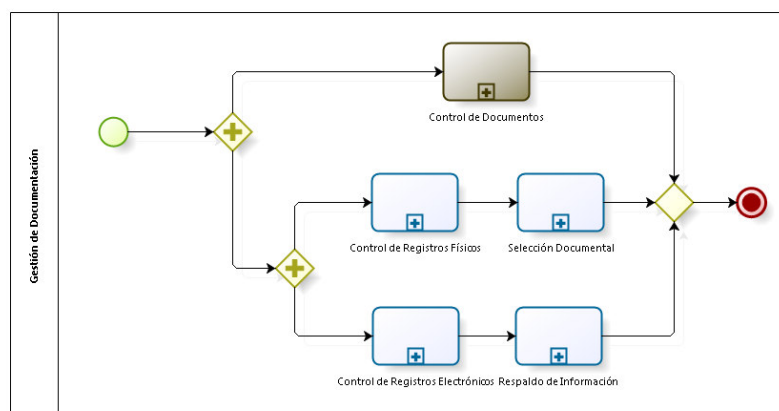 Gestión de Documentación
Control de Documentos
Control de Registros Físicos
Selección Documental
Control de Registros Electrónicos
Respaldo de Información